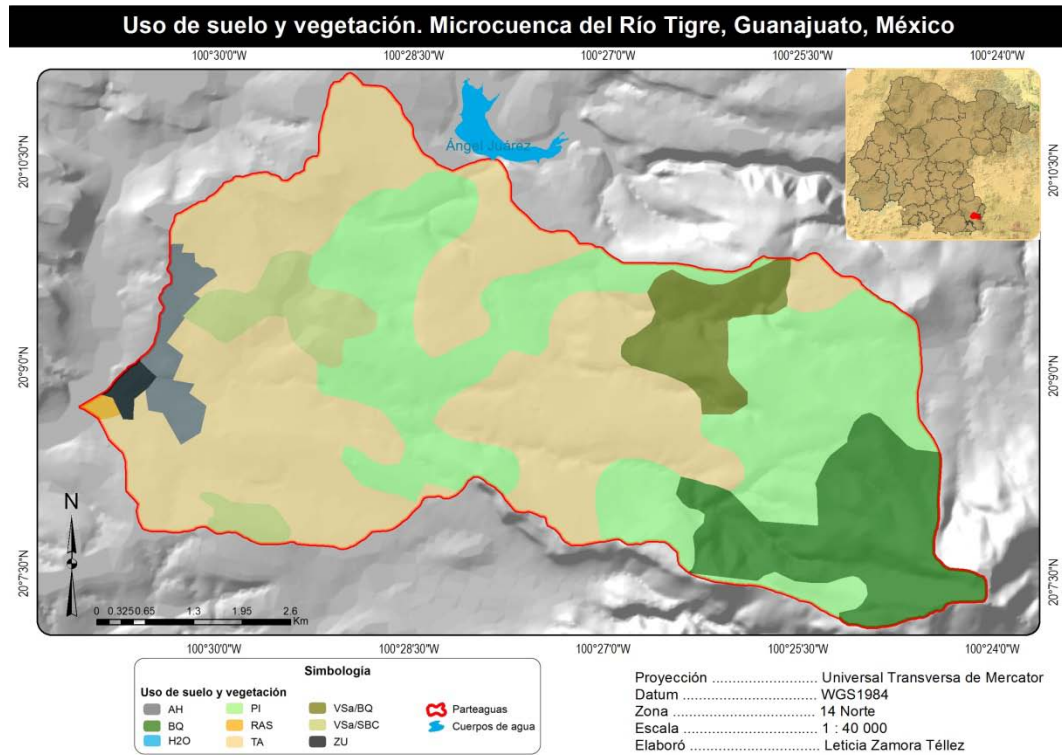 Uso de suelo y vegetación. Microcuenca del Río Tigre, Guanajuato, México
100°30'0"W 100°28'30"W 100°27'0"W 100°25'30"W 100°24'0"W
20°10'30"N
20°10'30"N
Ángel Juárez
20°9'0"N
20°9'0"N
20°7'30"N
20°7'30"N
N
0 0.325 0.65 1.3 1.95 2.6
Km
100°30'0"W 100°28'30"W 100°27'0"W 100°25'30"W 100°24'0"W
Simbología
Uso de suelo y vegetación
AH PI VSa/BQ Parteaguas
BQ RAS VSa/SBC Cuerpos de agua
H2O TA ZU
Proyección ........................ Universal Transversa de Mercator
Datum .............................. WGS1984
Zona ................................ 14 Norte
Escala .............................. 1 : 40 000
Elaboró ............................ Leticia Zamora Téllez